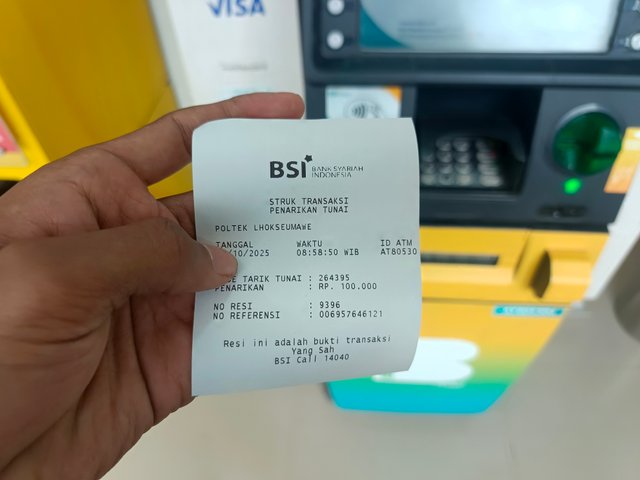 VISA
BSI BANK SYARIAH
INDONESIA
STRUK TRANSAKSI
PENARIKAN TUNAI
POLTEK LHOKSEUMAWE
TANGGAL WAKTU ID ATM
/10/2025 08:58:50 WIB AT80530
TARIK TUNAI : 264395
PENARIKAN : RP. 100.000
NO RESI : 9396
NO REFERENSI : 006957646121
Resi ini adalah bukti transaksi
Yang Sah
BSI Call 14040